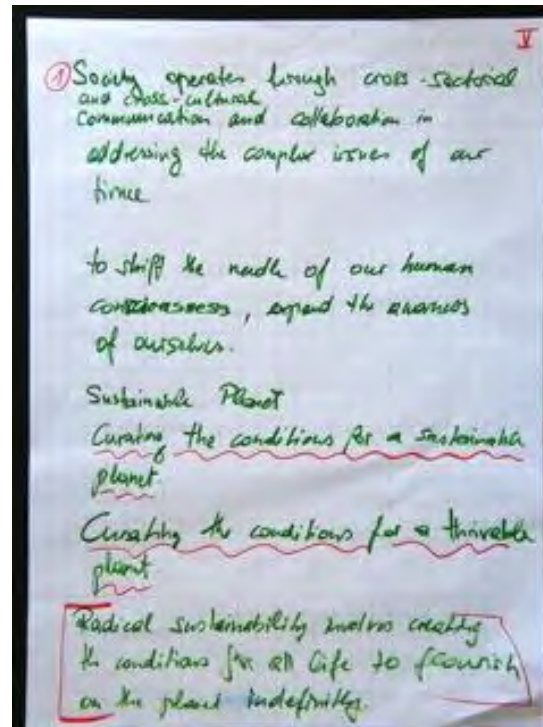 V
① Society operates through cross-sectorial
and cross-cultural
communication and collaboration in
addressing the complex issues of our
time
to shift the needle of our human
consciousness, expand the awareness
of ourselves.
Sustainable Planet
Curating the conditions for a sustainable
planet
Curating the conditions for a thrivable
planet
Radical sustainability involves creating
the conditions for all life to flourish
on the planet indefinitly.